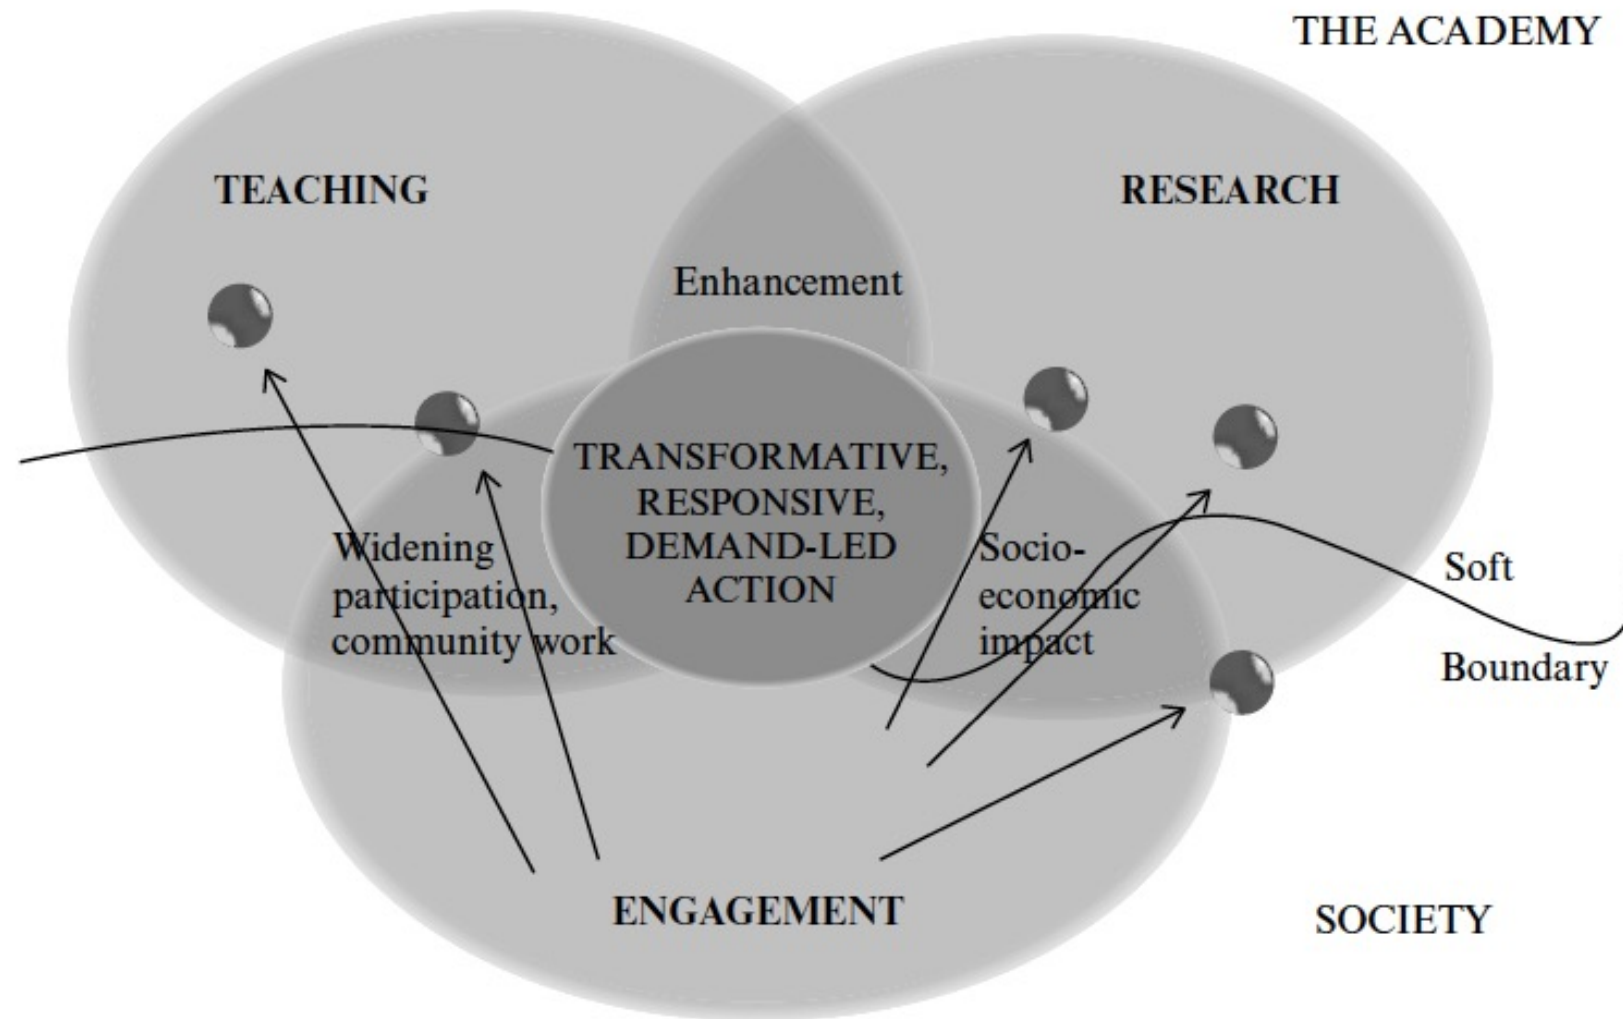 THE ACADEMY
TEACHING
RESEARCH
Enhancement
TRANSFORMATIVE,
RESPONSIVE,
DEMAND-LED
ACTION
Widening
participation,
community work
Socio-
economic
impact
Soft
Boundary
ENGAGEMENT
SOCIETY